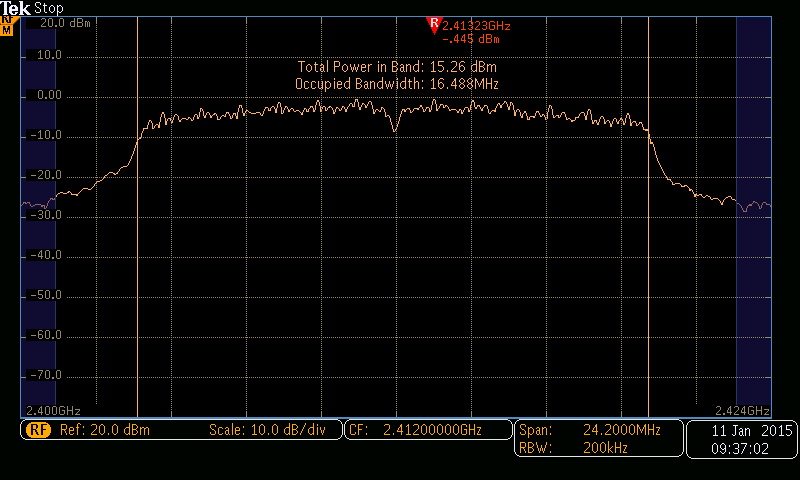 Tek Stop
RF
M
20.0 dBm
R
2.41323GHz
-.445 dBm
10.0
Total Power in Band: 15.26 dBm
Occupied Bandwidth: 16.488MHz
0.00
-10.0
-20.0
-30.0
-40.0
-50.0
-60.0
-70.0
2.400GHz
2.424GHz
RF Ref: 20.0 dBm Scale: 10.0 dB/div
CF: 2.41200000GHz
Span: 24.2000MHz
RBW: 200kHz
11 Jan 2015
09:37:02